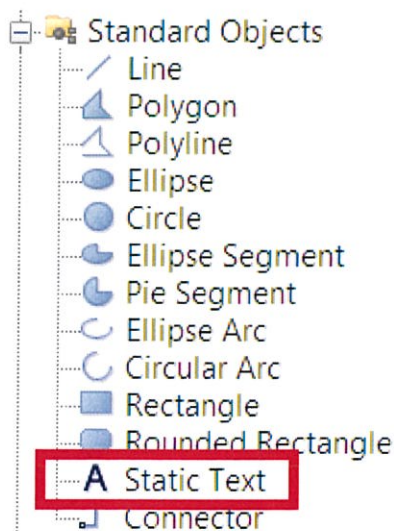 Standard Objects
Line
Polygon
Polyline
Ellipse
Circle
Ellipse Segment
Pie Segment
Ellipse Arc
Circular Arc
Rectangle
Rounded Rectangle
A Static Text
Connector